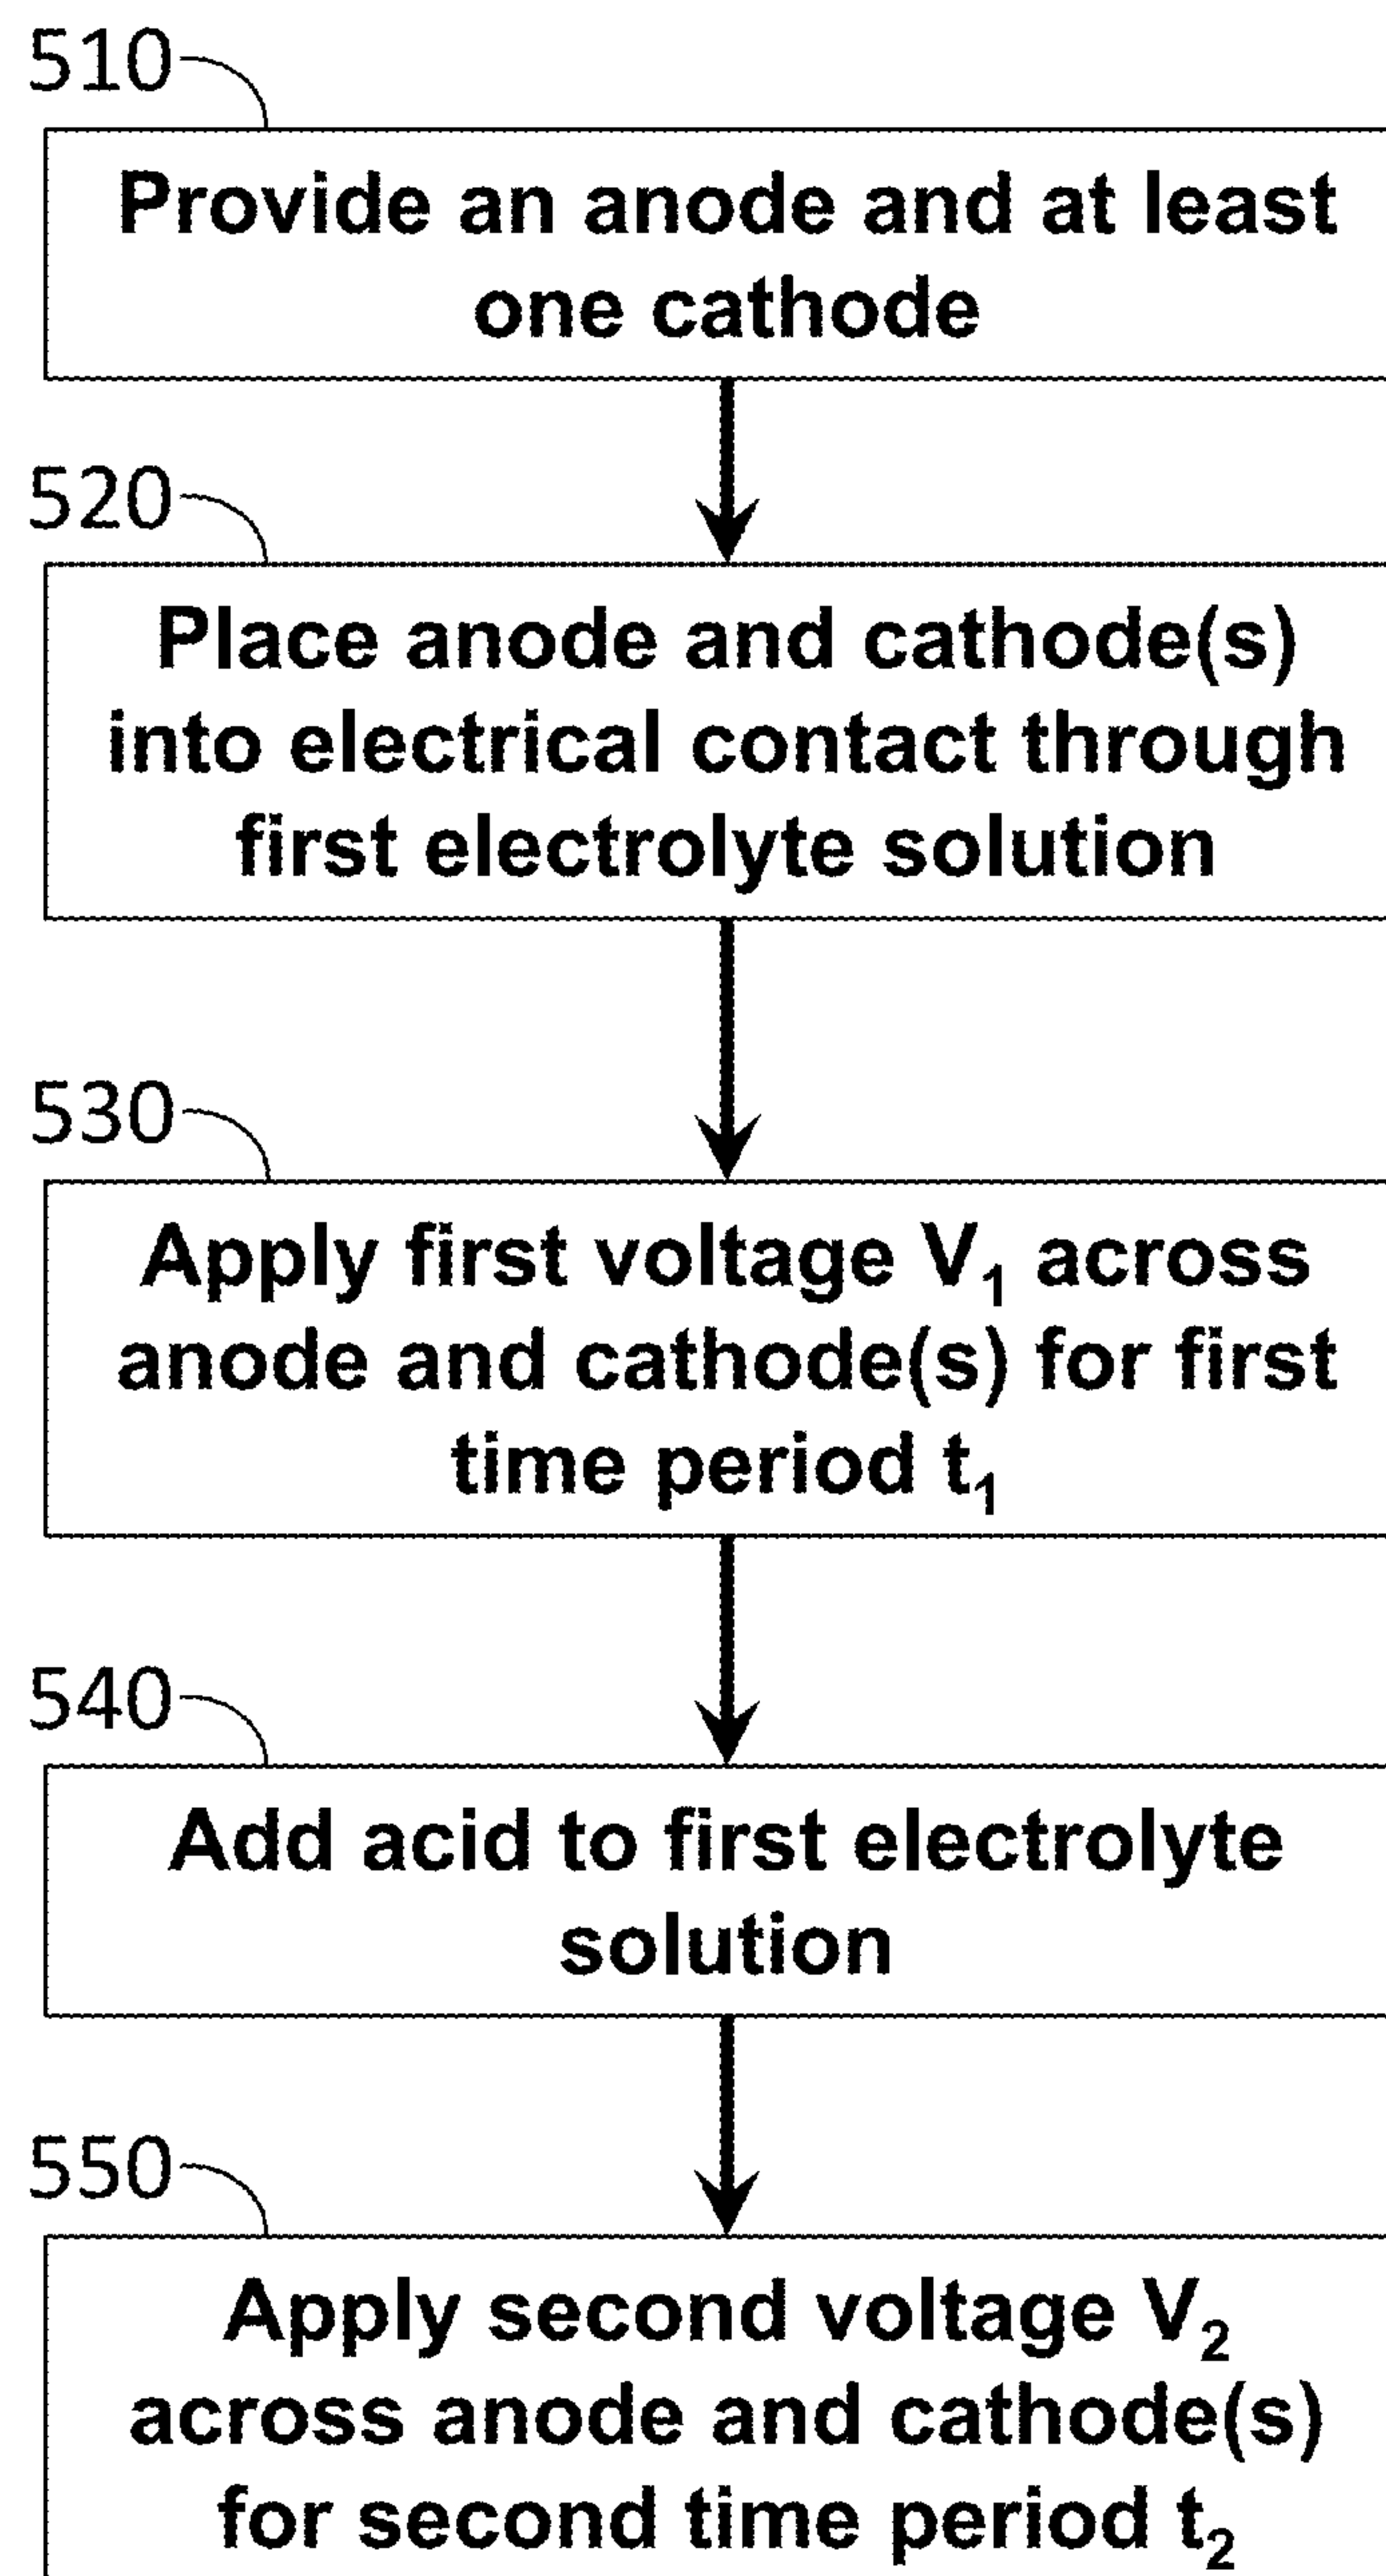 510
Provide an anode and at least
one cathode
520
Place anode and cathode(s)
into electrical contact through
first electrolyte solution
530
Apply first voltage V₁ across
anode and cathode(s) for first
time period t₁
540
Add acid to first electrolyte
solution
550
Apply second voltage V₂
across anode and cathode(s)
for second time period t₂